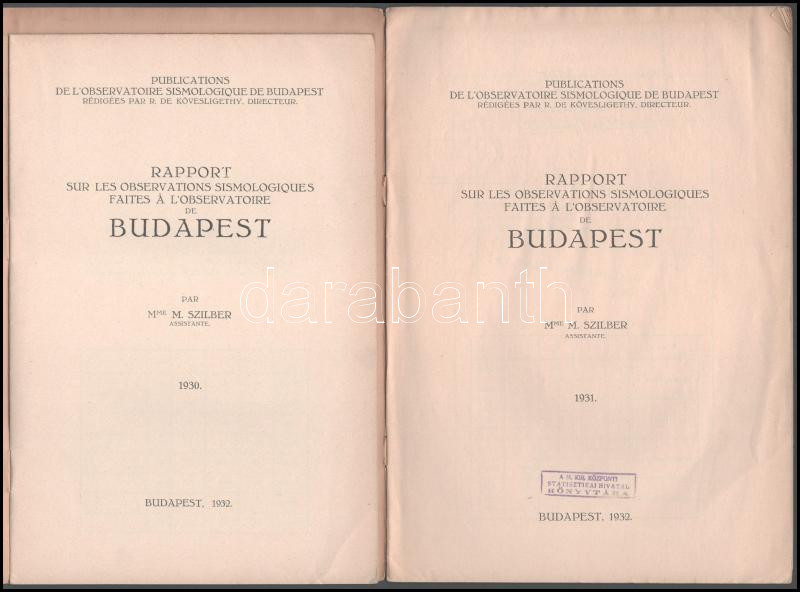 PUBLICATIONS
DE L'OBSERVATOIRE SISMOLOGIQUE DE BUDAPEST
RÉDIGÉES PAR R. DE KÖVESLIGETHY, DIRECTEUR.
RAPPORT
SUR LES OBSERVATIONS SISMOLOGIQUES
FAITES À L'OBSERVATOIRE
DE
BUDAPEST
PAR
MME M. SZILBER
ASSISTANTE.
1930.
BUDAPEST, 1932.
PUBLICATIONS
DE L'OBSERVATOIRE SISMOLOGIQUE DE BUDAPEST
RÉDIGÉES PAR R. DE KÖVESLIGETHY, DIRECTEUR.
RAPPORT
SUR LES OBSERVATIONS SISMOLOGIQUES
FAITES À L'OBSERVATOIRE
DE
BUDAPEST
PAR
MME M. SZILBER
ASSISTANTE.
1931.
A M. KIR. KÖZPONTI
STATISZTIKAI HIVATAL
KÖNYVTÁRA
BUDAPEST, 1932.
darabanth